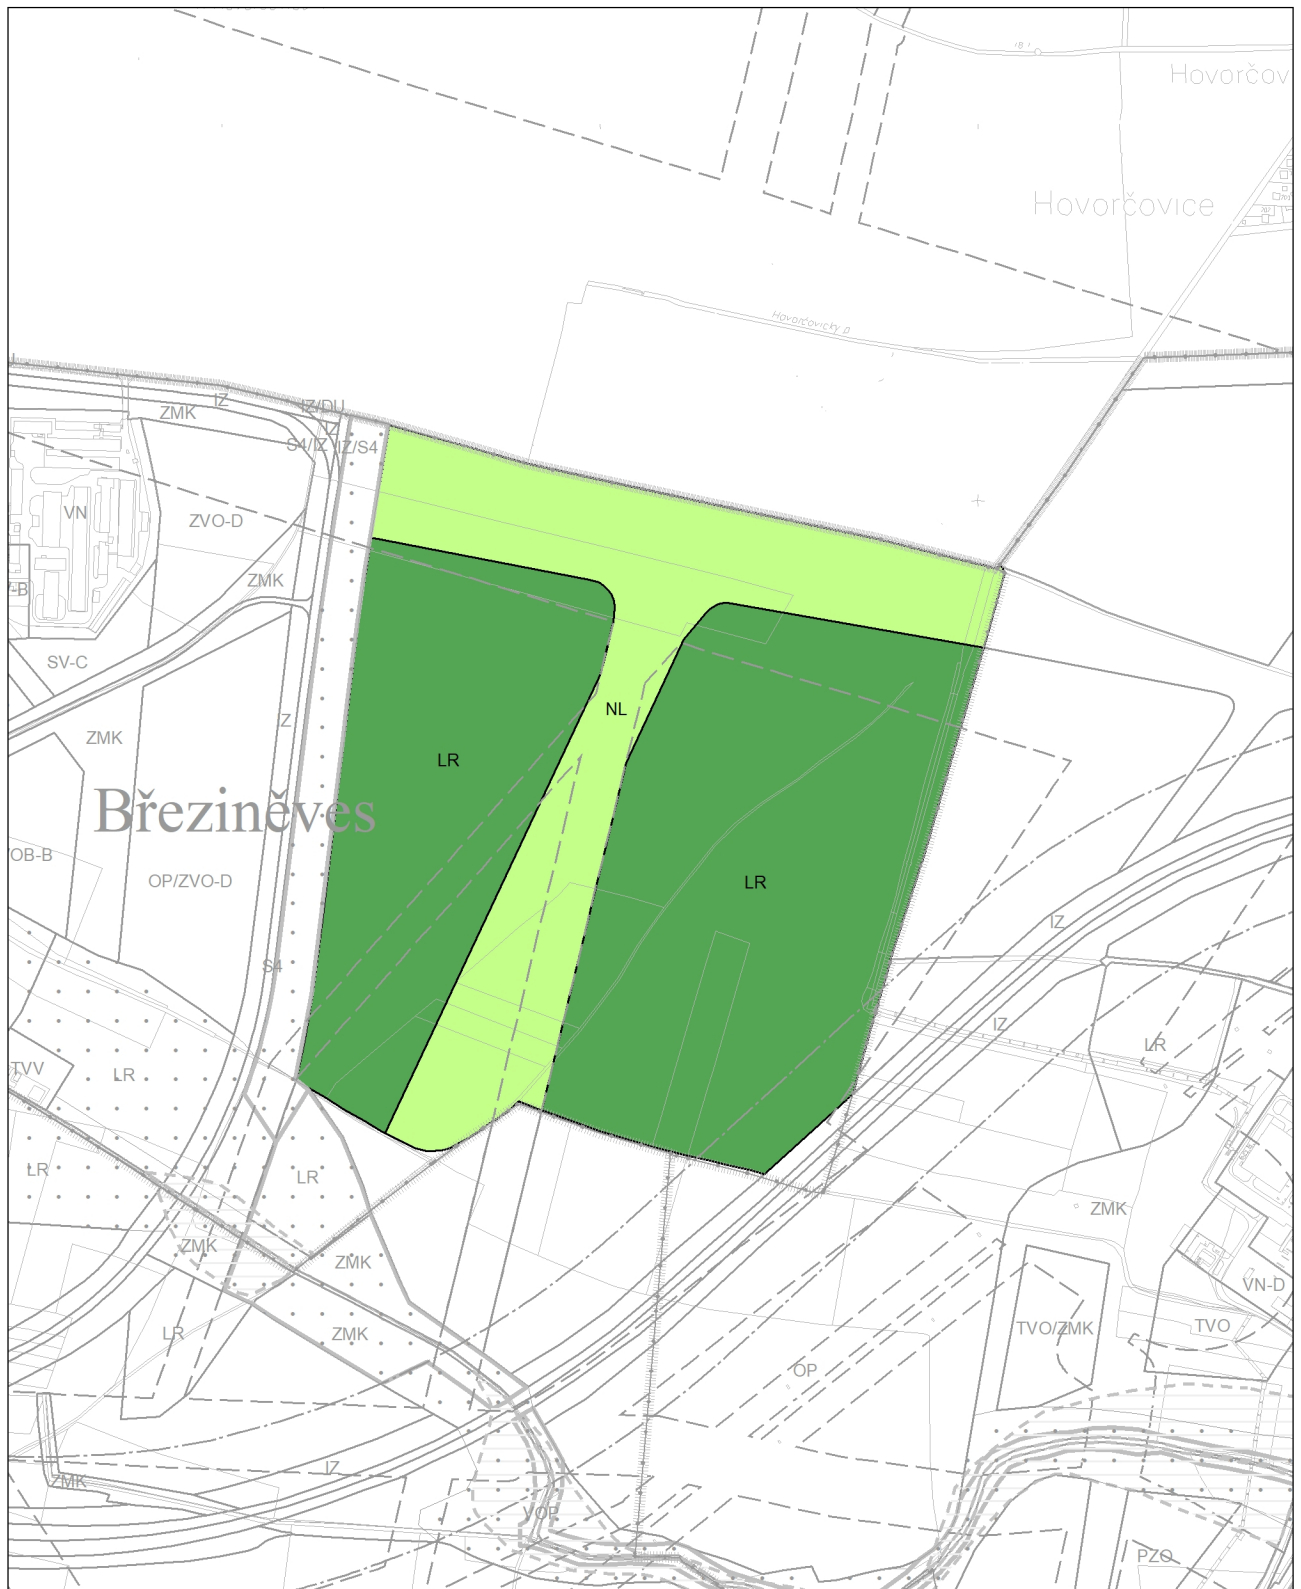 Hovorčov
Hovorčovice
Hovorčovický p
IZ
IZ/DU
ZMK
IZ
S4/IZ
IZ/S4
VN
ZVO-D
-B
ZMK
SV-C
NL
IZ
ZMK
LR
Březiněves
OB-B
OP/ZVO-D
LR
IZ
S4
IZ
LR
TVV
LR
LR
LR
ZMK
ZMK
ZMK
VN-D
LR
ZMK
TVO/ZMK
TVO
OP
IZ
ZMK
VOP
PZO